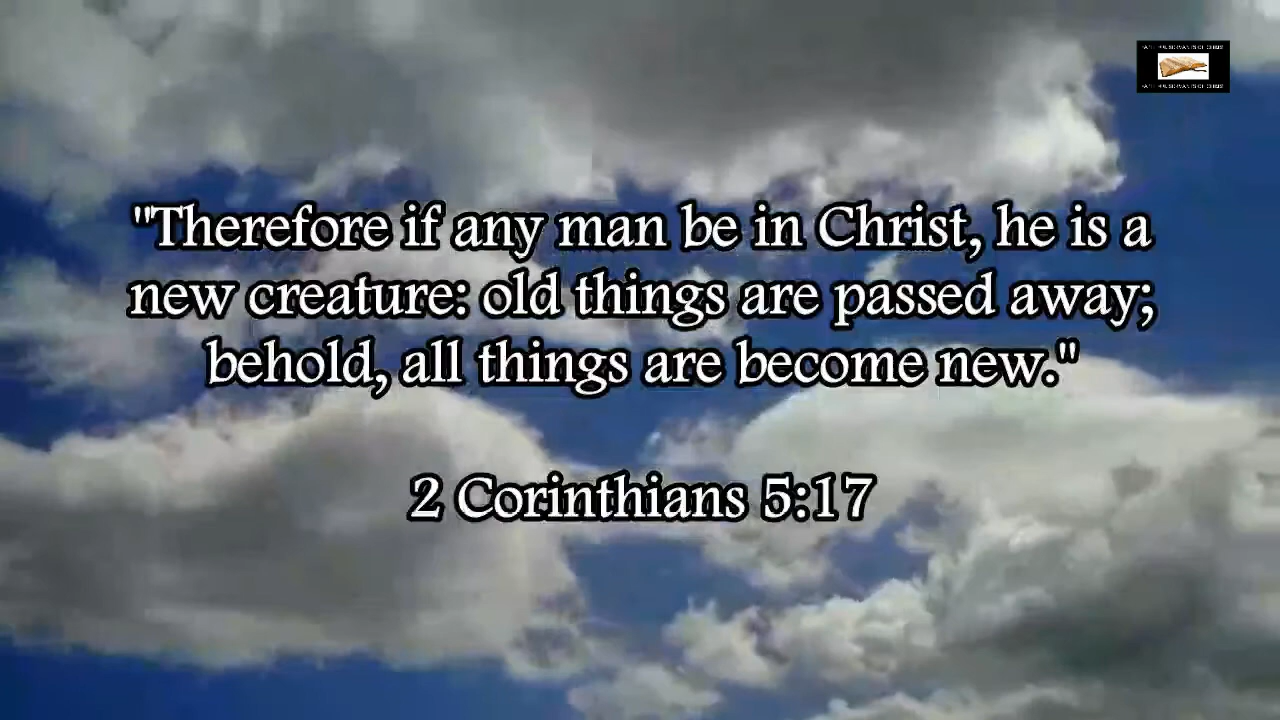 "Therefore if any man be in Christ, he is a
new creature: old things are passed away;
behold, all things are become new."
2 Corinthians 5:17